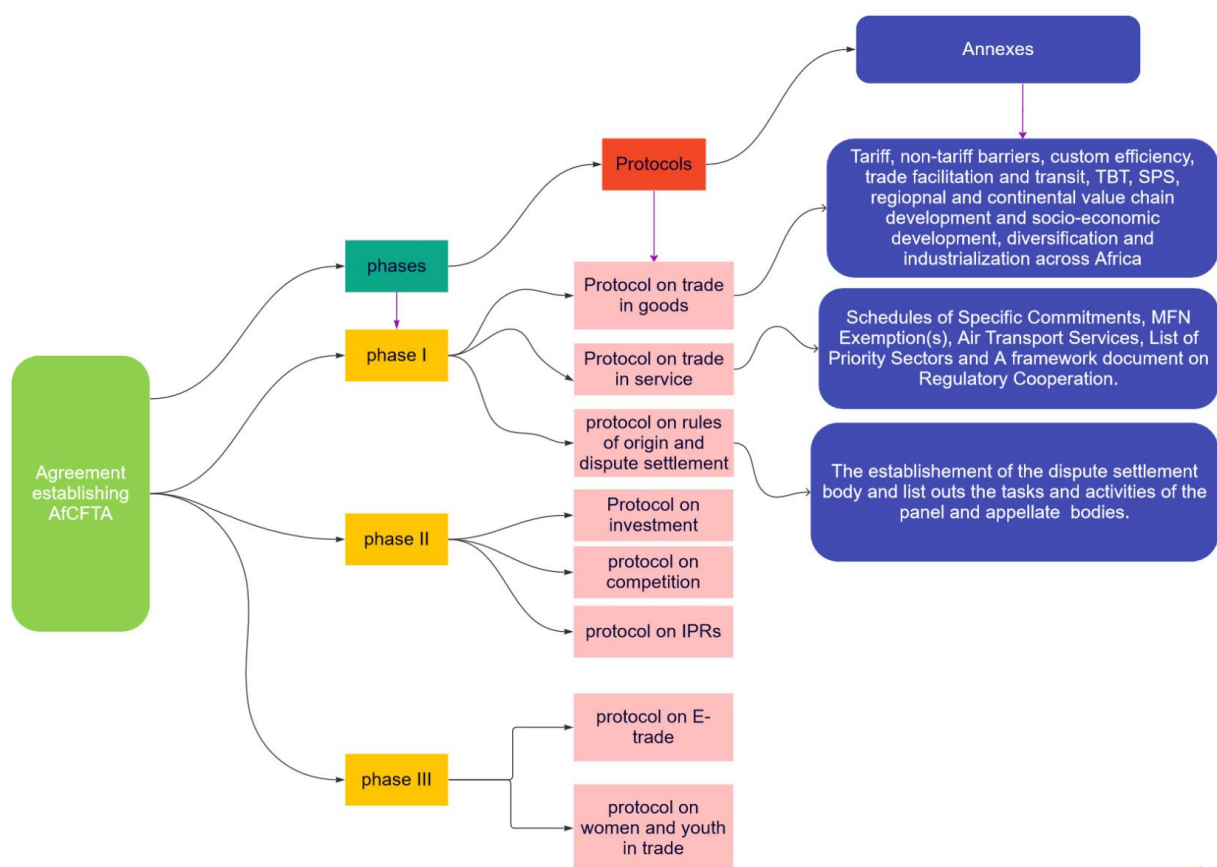 Annexes
Protocols
Tariff, non-tariff barriers, custom efficiency,
trade facilitation and transit, TBT, SPS,
regiopnal and continental value chain
development and socio-economic
development, diversification and
industrialization across Africa
phases
Protocol on trade
in goods
phase I
Schedules of Specific Commitments, MFN
Exemption(s), Air Transport Services, List of
Priority Sectors and A framework document on
Regulatory Cooperation.
Protocol on trade
in service
protocol on rules
of origin and
dispute settlement
Agreement
establishing
AfCFTA
The establishement of the dispute settlement
body and list outs the tasks and activities of the
panel and appellate bodies.
Protocol on
investment
phase II
protocol on
competition
protocol on IPRs
protocol on E-
trade
phase III
protocol on
women and youth
in trade